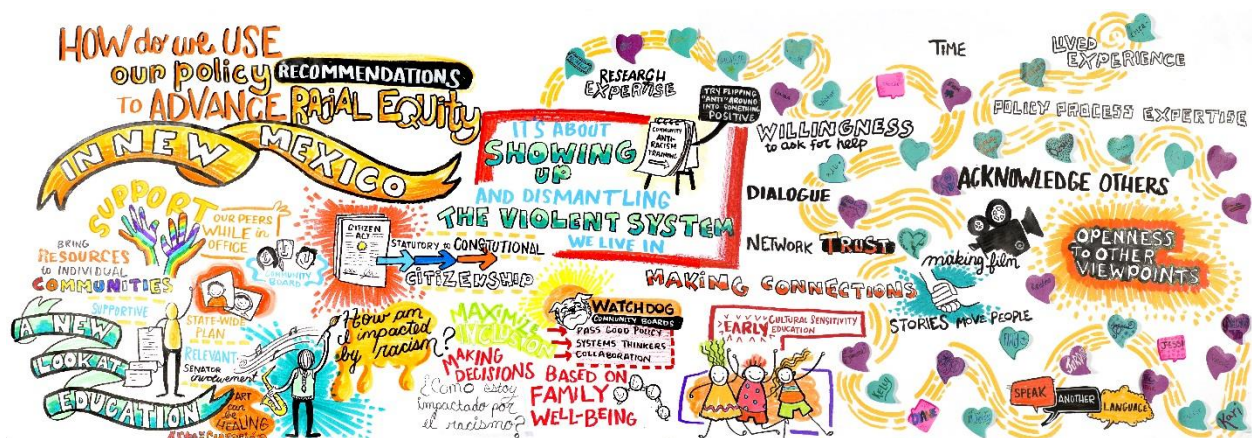 HOW do we USE
our policy RECOMMENDATIONS
TO ADVANCE RACIAL EQUITY
IN NEW MEXICO
SUPPORT
OUR PEERS
WHILE in
OFFICE
BRING
RESOURCES
to INDIVIDUAL
COMMUNITIES
SUPPORTIVE
COMMUNITY
BOARD
STATE-WIDE
PLAN
RELEVANT
SENATOR
involvement
A NEW
LOOK AT
EDUCATION
ART
can
be
HEALING
CITIZEN
ACT
STATUTORY to CONSTITUTIONAL
CITIZENSHIP
How am
I impacted
by racism?
MAXIMIZE
INCLUSION
MAKING
DECISIONS
BASED ON
FAMILY
WELL-BEING
¿Cómo estoy
impactado por
el racismo?
WATCHDOG
COMMUNITY BOARDS
PASS GOOD POLICY
SYSTEMS THINKERS
COLLABORATION
RESEARCH
EXPERTISE
IT'S ABOUT
SHOWING
UP
AND DISMANTLING
THE VIOLENT SYSTEM
WE LIVE IN
COMMUNITY
ANTI-
RACISM
TRAINING
TRY FLIPPING
"ANTI" AROUND
INTO SOMETHING
POSITIVE
MAKING CONNECTIONS
EARLY CULTURAL SENSITIVITY
EDUCATION
TIME
LIVED
EXPERIENCE
POLICY PROCESS EXPERTISE
WILLINGNESS
to ask for help
DIALOGUE
ACKNOWLEDGE OTHERS
NETWORK TRUST
making film
OPENNESS
TO OTHER
VIEWPOINTS
STORIES MOVE PEOPLE
JESSI
DAVE
Kelly
Kari
SPEAK
ANOTHER
LANGUAGE